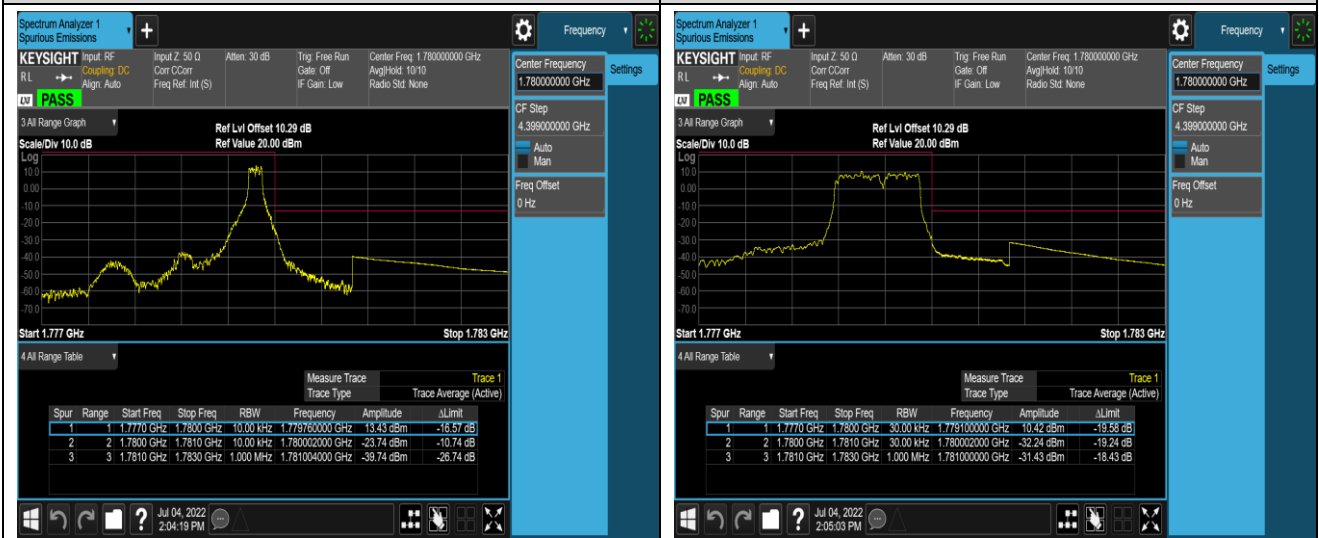 Spectrum Analyzer 1
Spurious Emissions
+
Frequency
KEYSIGHT
RL
Input: RF
Coupling: DC
Align: Auto
Input Z: 50 Ω
Corr CCorr
Freq Ref: Int (S)
Atten: 30 dB
Trig: Free Run
Gate: Off
IF Gain: Low
Center Freq: 1.780000000 GHz
Avg|Hold: 10/10
Radio Std: None
LXI
PASS
Center Frequency
1.780000000 GHz
Settings
CF Step
4.399000000 GHz
Auto
Man
Freq Offset
0 Hz
3 All Range Graph
Scale/Div 10.0 dB
Ref Lvl Offset 10.29 dB
Ref Value 20.00 dBm
Log
10.0
0.00
-10.0
-20.0
-30.0
-40.0
-50.0
-60.0
-70.0
Start 1.777 GHz
Stop 1.783 GHz
4 All Range Table
Measure Trace Trace 1
Trace Type Trace Average (Active)
Spur Range Start Freq Stop Freq RBW Frequency Amplitude ΔLimit
1 1 1.7770 GHz 1.7800 GHz 10.00 kHz 1.779760000 GHz 13.43 dBm -16.57 dB
2 2 1.7800 GHz 1.7810 GHz 10.00 kHz 1.780002000 GHz -23.74 dBm -10.74 dB
3 3 1.7810 GHz 1.7830 GHz 1.000 MHz 1.781004000 GHz -39.74 dBm -26.74 dB
?
Jul 04, 2022
2:04:19 PM
Spectrum Analyzer 1
Spurious Emissions
+
Frequency
KEYSIGHT
RL
Input: RF
Coupling: DC
Align: Auto
Input Z: 50 Ω
Corr CCorr
Freq Ref: Int (S)
Atten: 30 dB
Trig: Free Run
Gate: Off
IF Gain: Low
Center Freq: 1.780000000 GHz
Avg|Hold: 10/10
Radio Std: None
LXI
PASS
Center Frequency
1.780000000 GHz
Settings
CF Step
4.399000000 GHz
Auto
Man
Freq Offset
0 Hz
3 All Range Graph
Scale/Div 10.0 dB
Ref Lvl Offset 10.29 dB
Ref Value 20.00 dBm
Log
10.0
0.00
-10.0
-20.0
-30.0
-40.0
-50.0
-60.0
-70.0
Start 1.777 GHz
Stop 1.783 GHz
4 All Range Table
Measure Trace Trace 1
Trace Type Trace Average (Active)
Spur Range Start Freq Stop Freq RBW Frequency Amplitude ΔLimit
1 1 1.7770 GHz 1.7800 GHz 30.00 kHz 1.779100000 GHz 10.42 dBm -19.58 dB
2 2 1.7800 GHz 1.7810 GHz 30.00 kHz 1.780002000 GHz -32.24 dBm -19.24 dB
3 3 1.7810 GHz 1.7830 GHz 1.000 MHz 1.781000000 GHz -31.43 dBm -18.43 dB
?
Jul 04, 2022
2:05:03 PM